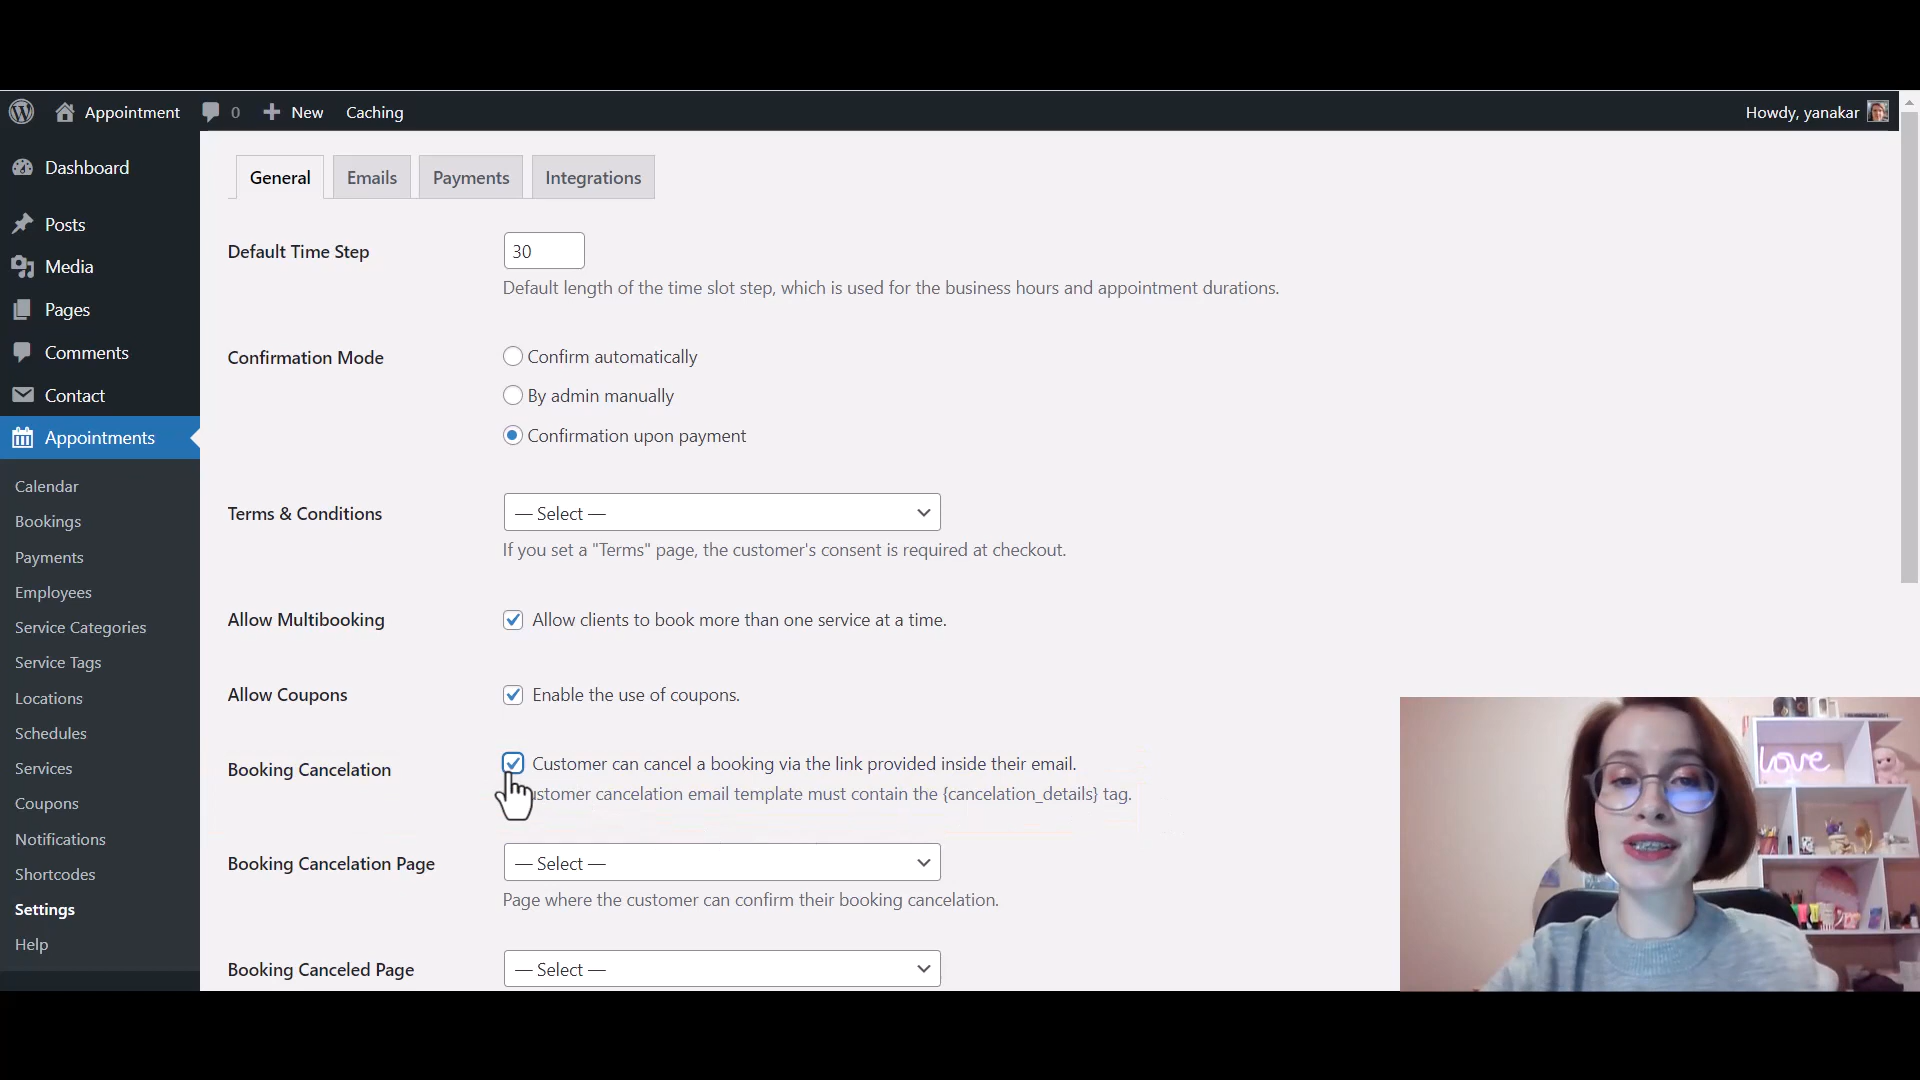 Appointment 0 New Caching Howdy, yanakar
Dashboard
Posts
Media
Pages
Comments
Contact
Appointments
Calendar
Bookings
Payments
Employees
Service Categories
Service Tags
Locations
Schedules
Services
Coupons
Notifications
Shortcodes
Settings
Help
General Emails Payments Integrations
Default Time Step 30
Default length of the time slot step, which is used for the business hours and appointment durations.
Confirmation Mode Confirm automatically
By admin manually
Confirmation upon payment
Terms & Conditions — Select —
If you set a "Terms" page, the customer's consent is required at checkout.
Allow Multibooking Allow clients to book more than one service at a time.
Allow Coupons Enable the use of coupons.
Booking Cancelation Customer can cancel a booking via the link provided inside their email.
ustomer cancelation email template must contain the {cancelation_details} tag.
Booking Cancelation Page — Select —
Page where the customer can confirm their booking cancelation.
Booking Canceled Page — Select —
love